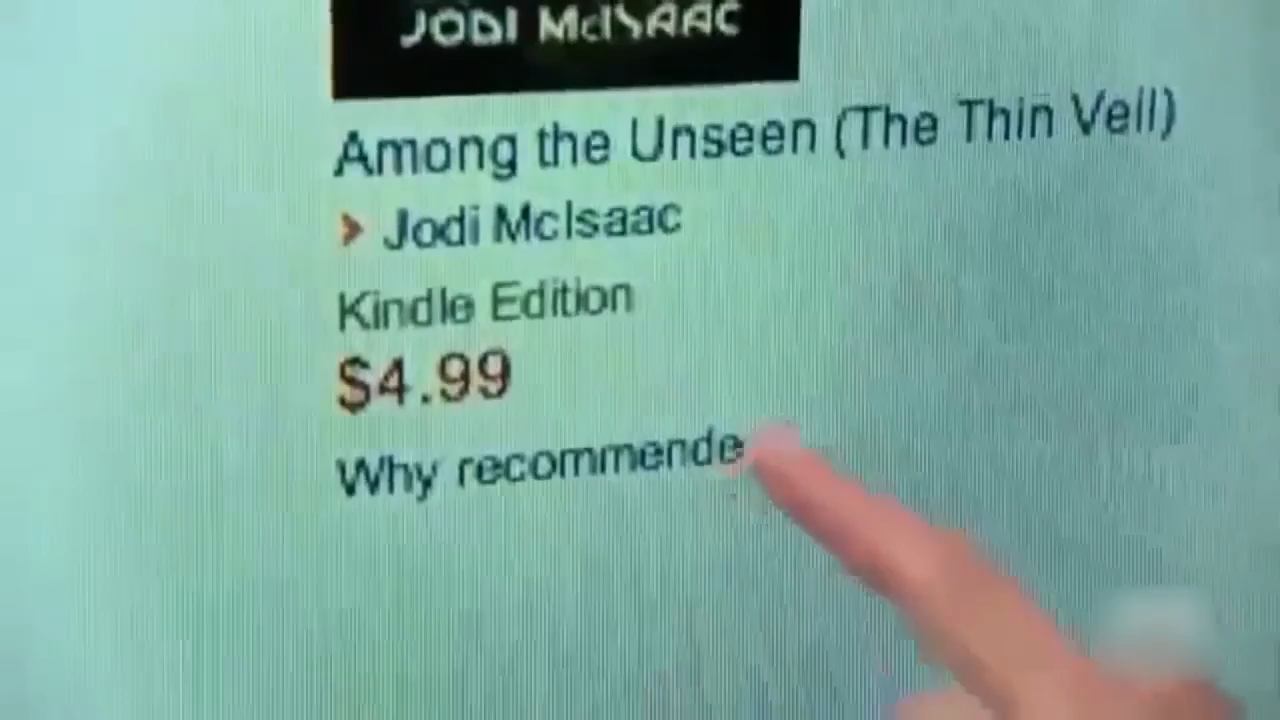 JODI McISAAC
Among the Unseen (The Thin Veil)
› Jodi McIsaac
Kindle Edition
$4.99
Why recommende